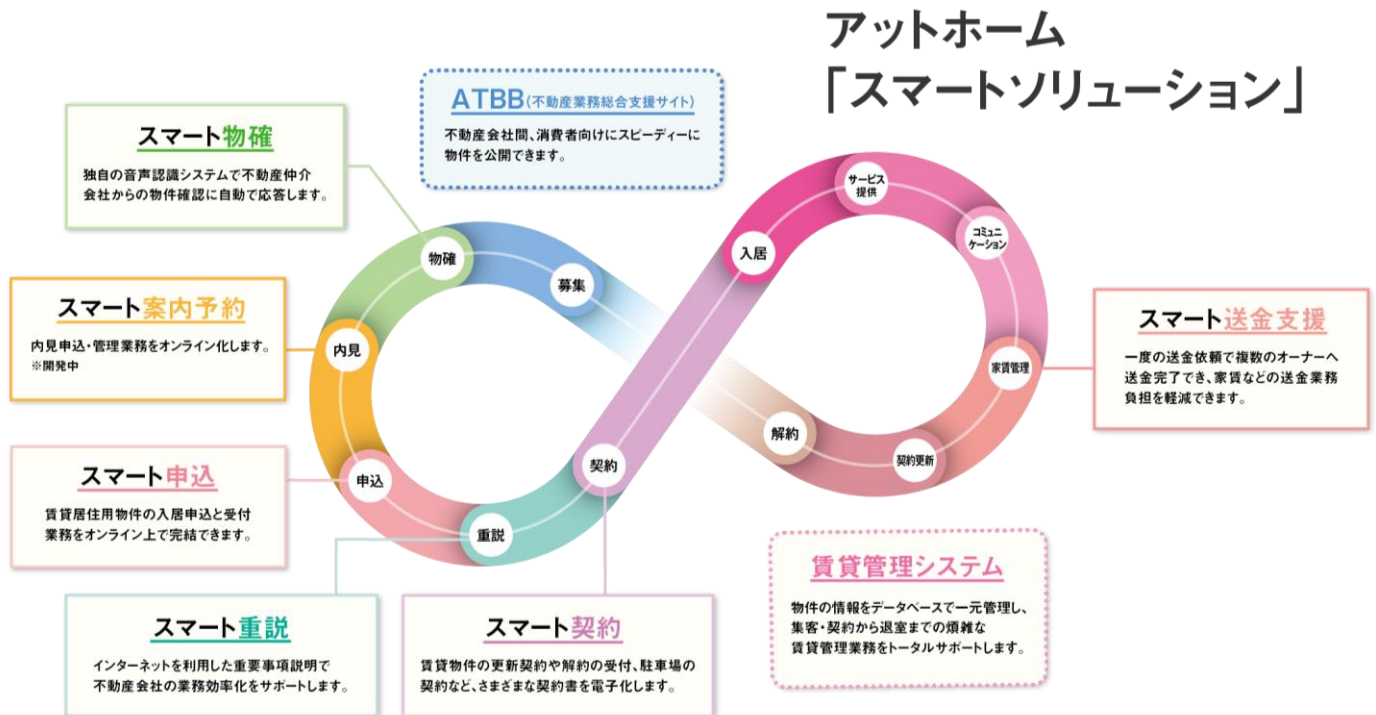 アットホーム
「スマートソリューション」
ATBB(不動産業務総合支援サイト)
不動産会社間、消費者向けにスピーディーに
物件を公開できます。
スマート物確
独自の音声認識システムで不動産仲介
会社からの物件確認に自動で応答します。
スマート案内予約
内見申込・管理業務をオンライン化します。
※開発中
スマート申込
賃貸居住用物件の入居申込と受付
業務をオンライン上で完結できます。
スマート重説
インターネットを利用した重要事項説明で
不動産会社の業務効率化をサポートします。
スマート契約
賃貸物件の更新契約や解約の受付、駐車場の
契約など、さまざまな契約書を電子化します。
募集
物確
内見
申込
重説
契約
入居
サービス
提供
コミュニ
ケーション
家賃管理
契約更新
解約
スマート送金支援
一度の送金依頼で複数のオーナーへ
送金完了でき、家賃などの送金業務
負担を軽減できます。
賃貸管理システム
物件の情報をデータベースで一元管理し、
集客・契約から退室までの煩雑な
賃貸管理業務をトータルサポートします。